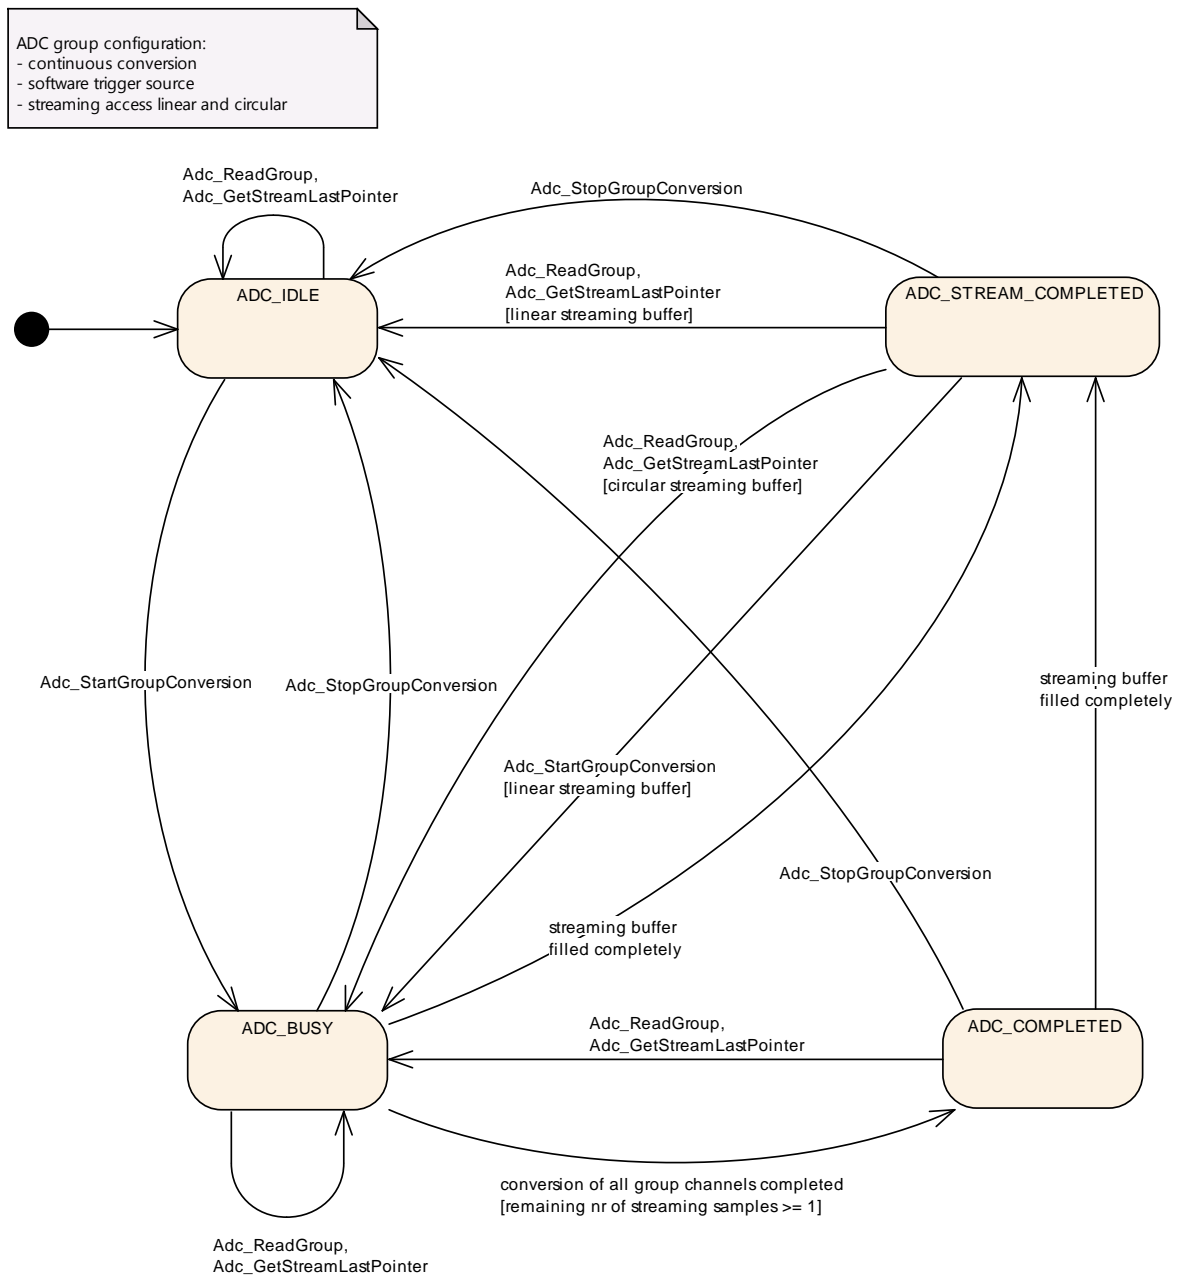 ADC group configuration:
- continuous conversion
- software trigger source
- streaming access linear and circular
Adc_ReadGroup,
Adc_GetStreamLastPointer
Adc_StopGroupConversion
Adc_ReadGroup,
Adc_GetStreamLastPointer
[linear streaming buffer]
ADC_IDLE
ADC_STREAM_COMPLETED
Adc_ReadGroup,
Adc_GetStreamLastPointer
[circular streaming buffer]
Adc_StartGroupConversion
Adc_StopGroupConversion
streaming buffer
filled completely
Adc_StartGroupConversion
[linear streaming buffer]
Adc_StopGroupConversion
streaming buffer
filled completely
ADC_BUSY
Adc_ReadGroup,
Adc_GetStreamLastPointer
ADC_COMPLETED
conversion of all group channels completed
[remaining nr of streaming samples >= 1]
Adc_ReadGroup,
Adc_GetStreamLastPointer